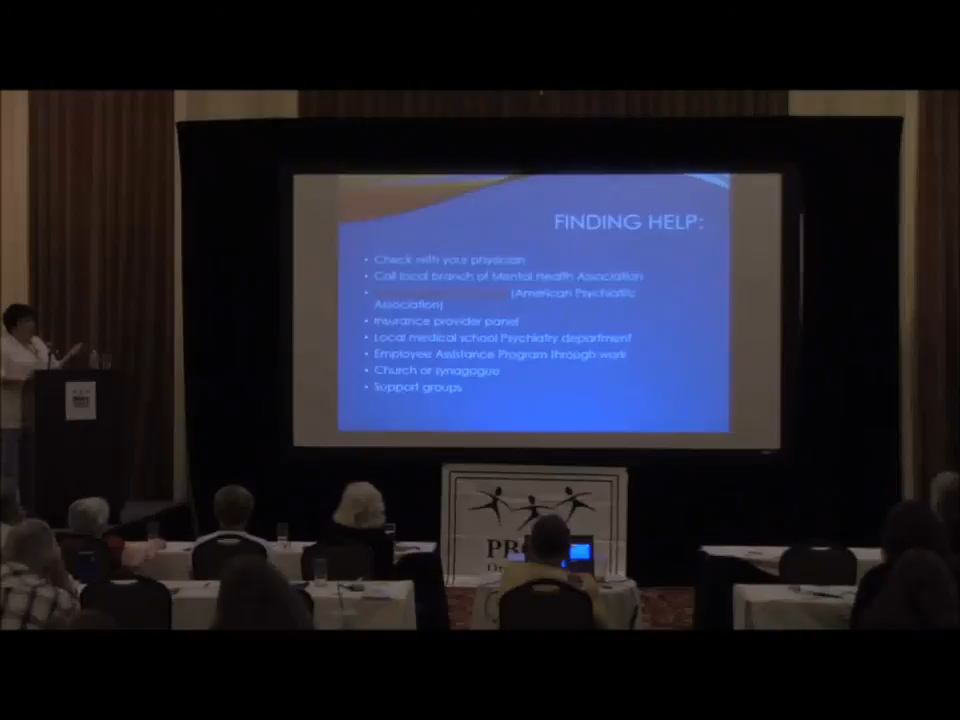 FINDING HELP:
• Check with your physician
• Call local branch of Mental Health Association
• (American Psychiatric
Association)
• Insurance provider panel
• Local medical school Psychiatry department
• Employee Assistance Program through work
• Church or synagogue
• Support groups